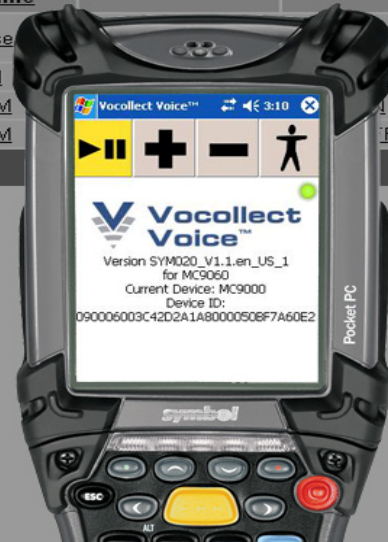 Vocollect Voice™ 3:10
Vocollect
Voice™
Version SYM020_V1.1.en_US_1
for MC9060
Current Device: MC9000
Device ID:
090006003C42D2A1A8000050BF7A60E2
Pocket PC
symbol
ESC
ALT